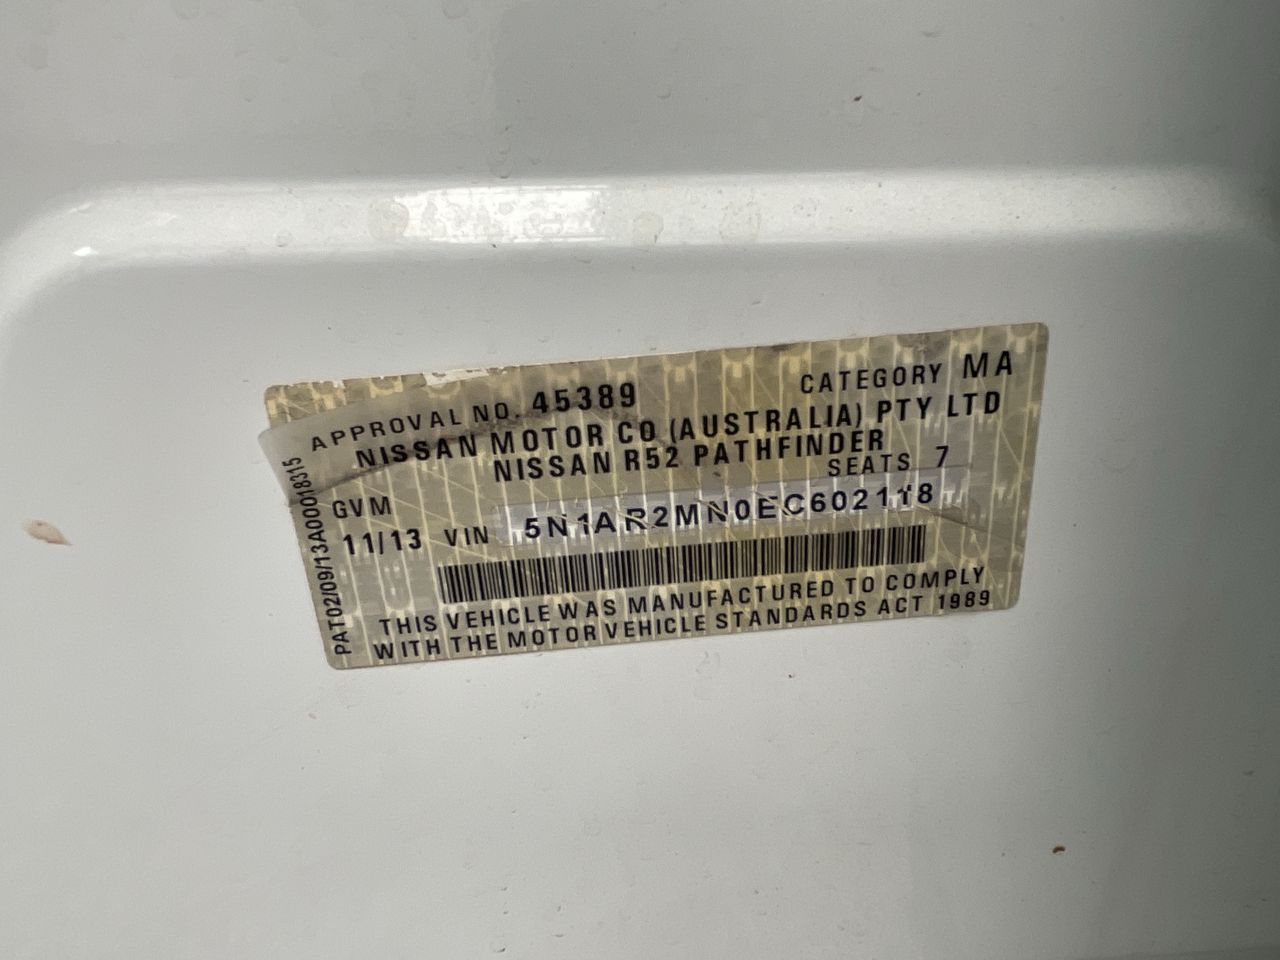 APPROVAL NO. 45389 CATEGORY MA
NISSAN MOTOR CO (AUSTRALIA) PTY LTD
NISSAN R52 PATHFINDER
GVM SEATS 7
11/13 VIN 5N1AR2MN0EC602118
THIS VEHICLE WAS MANUFACTURED TO COMPLY
WITH THE MOTOR VEHICLE STANDARDS ACT 1989
PAT02/09/13A00018315